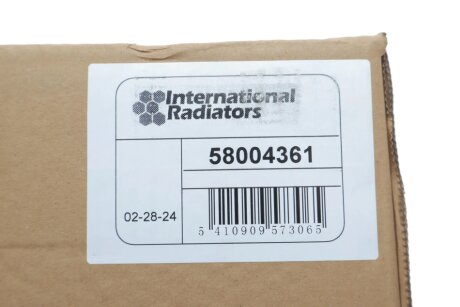 International
Radiators
58004361
02-28-24
5 410909 573065